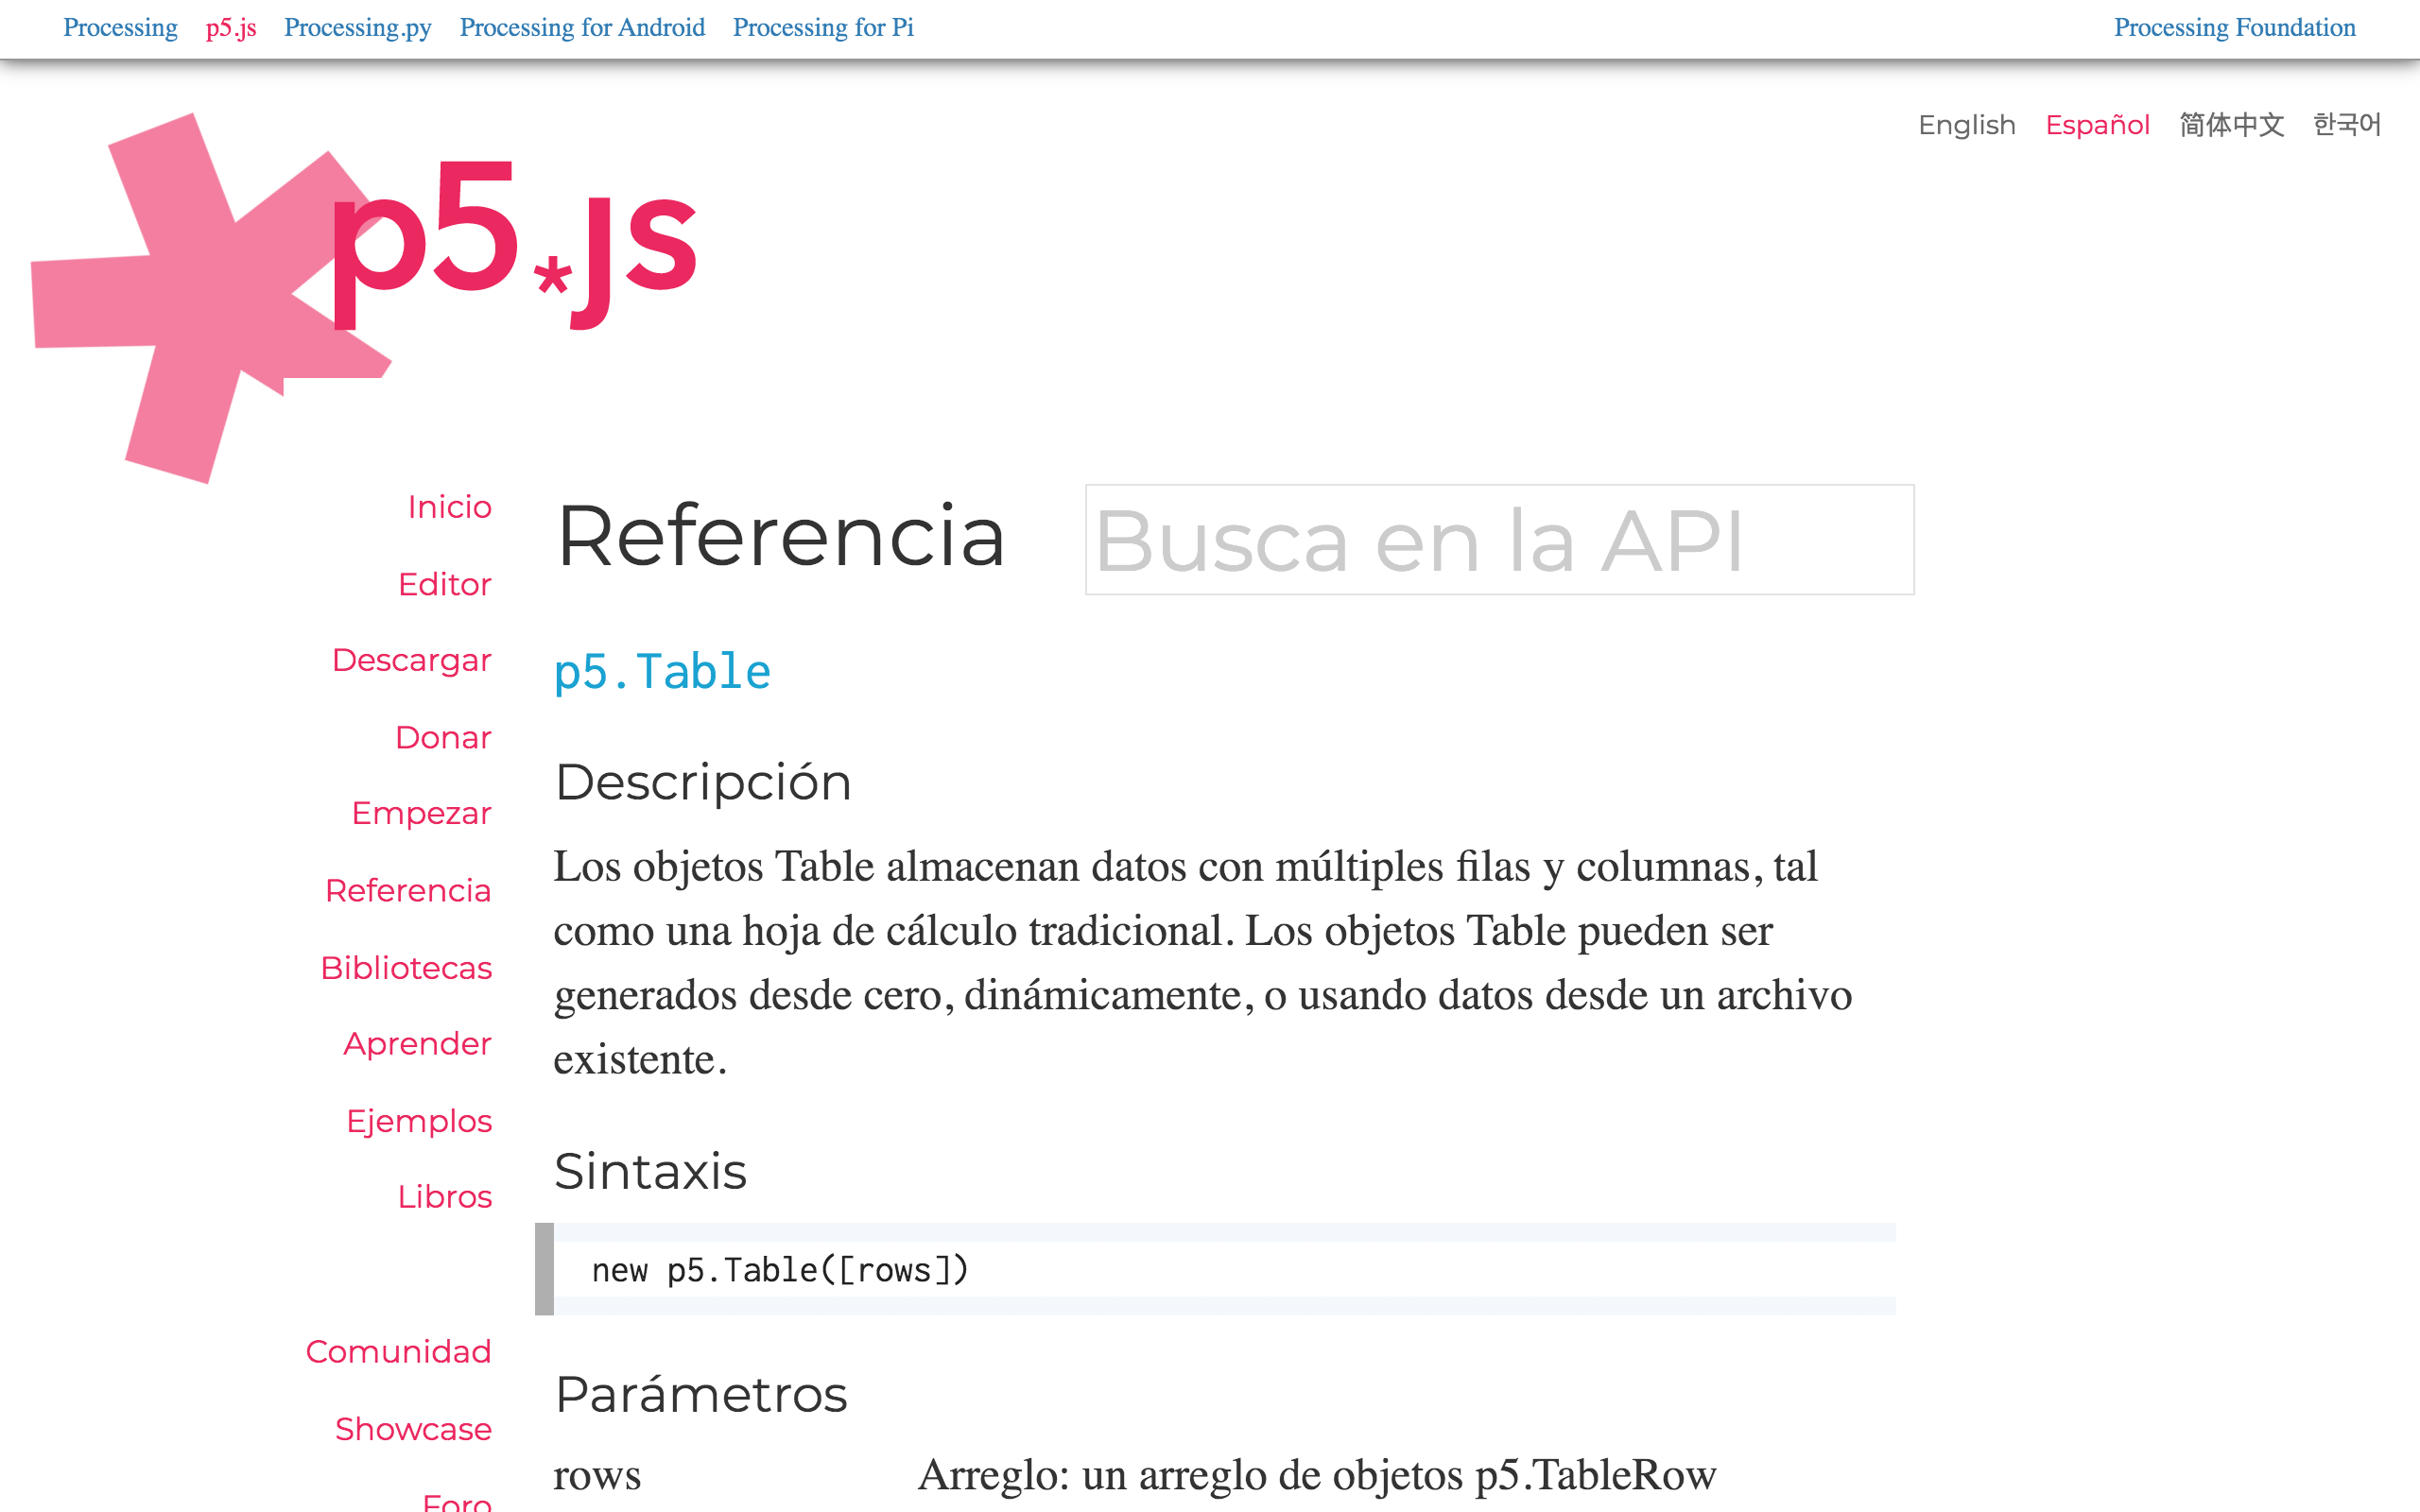 Processing p5.js Processing.py Processing for Android Processing for Pi Processing Foundation
English Español 简体中文 한국어
p5*js
Inicio
Editor
Descargar
Donar
Empezar
Referencia
Bibliotecas
Aprender
Ejemplos
Libros
Comunidad
Showcase
Foro
Referencia
Busca en la API
p5.Table
Descripción
Los objetos Table almacenan datos con múltiples filas y columnas, tal
como una hoja de cálculo tradicional. Los objetos Table pueden ser
generados desde cero, dinámicamente, o usando datos desde un archivo
existente.
Sintaxis
new p5.Table([rows])
Parámetros
rows Arreglo: un arreglo de objetos p5.TableRow